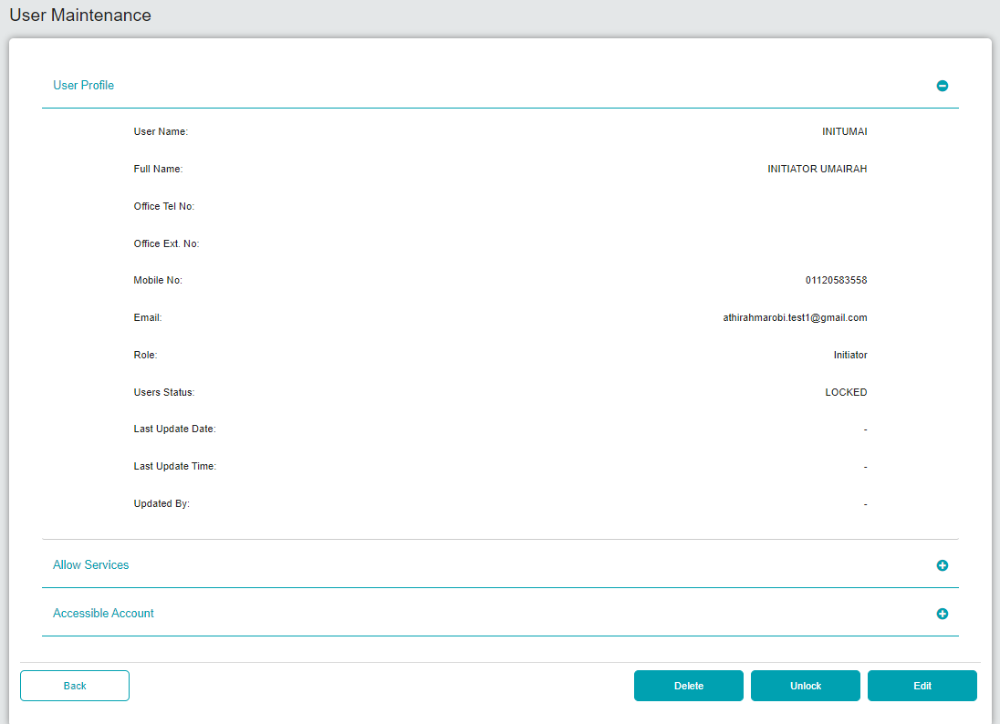 User Maintenance
User Profile
User Name: INITUMAI
Full Name: INITIATOR UMAIRAH
Office Tel No:
Office Ext. No:
Mobile No: 01120583558
Email: athirahmarobi.test1@gmail.com
Role: Initiator
Users Status: LOCKED
Last Update Date: -
Last Update Time: -
Updated By: -
Allow Services
Accessible Account
Back Delete Unlock Edit